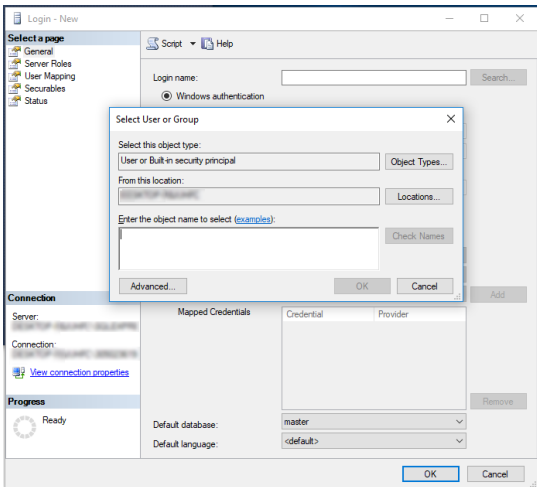 Login - New
Select a page
General
Server Roles
User Mapping
Securables
Status
Script Help
Login name:
Search...
Windows authentication
Select User or Group
Select this object type:
User or Built-in security principal
Object Types...
From this location:
Locations...
Enter the object name to select (examples):
Check Names
Advanced...
OK
Cancel
Add
Connection
Server:
Connection:
View connection properties
Progress
Ready
Mapped Credentials
Credential Provider
Remove
Default database:
master
Default language:
<default>
OK
Cancel